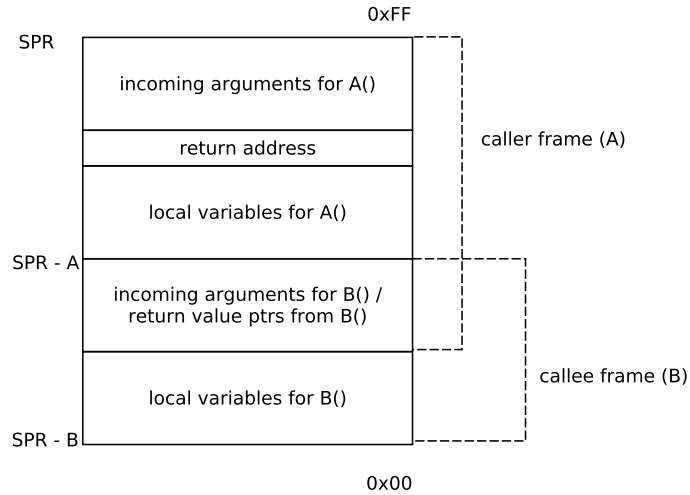 0xFF
SPR
incoming arguments for A()
caller frame (A)
return address
local variables for A()
SPR - A
incoming arguments for B() /
return value ptrs from B()
callee frame (B)
local variables for B()
SPR - B
0x00